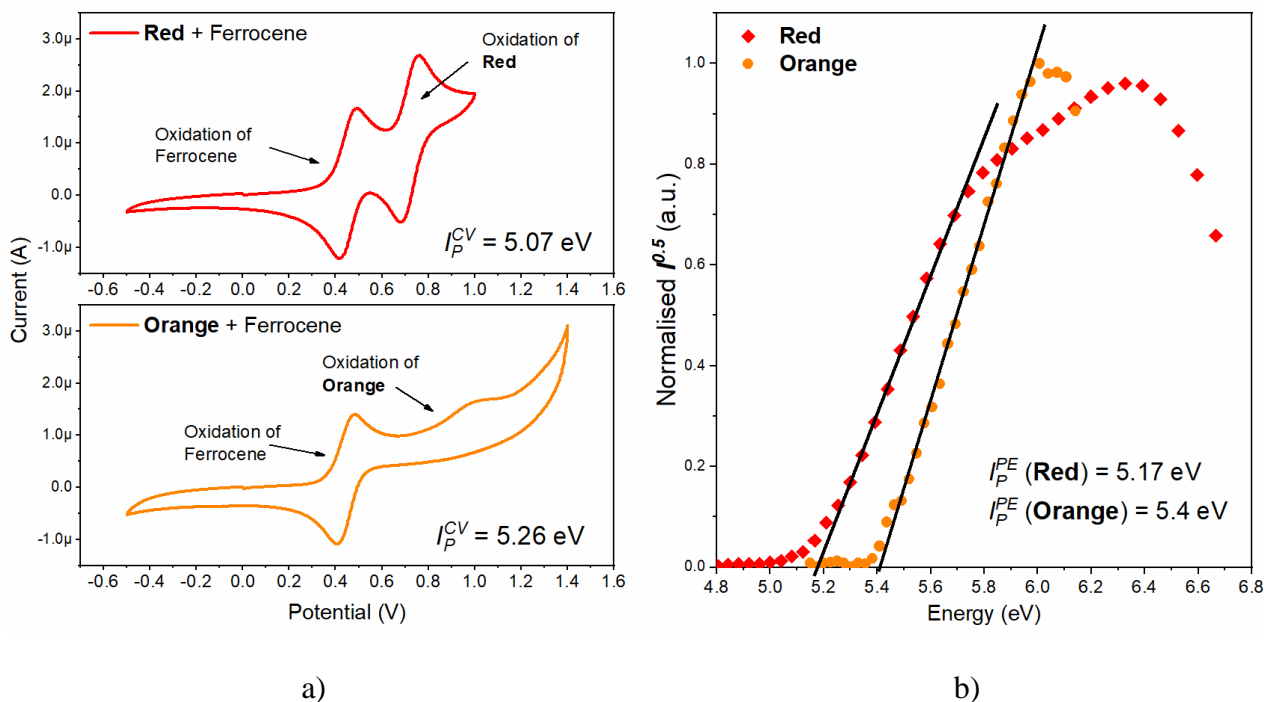 Red + Ferrocene
Oxidation of
Red
Oxidation of
Ferrocene
I_P^CV = 5.07 eV
3.0µ
2.0µ
1.0µ
0.0
-1.0µ
-0.6 -0.4 -0.2 0.0 0.2 0.4 0.6 0.8 1.0 1.2 1.4 1.6
Current (A)
Orange + Ferrocene
Oxidation of
Orange
Oxidation of
Ferrocene
I_P^CV = 5.26 eV
3.0µ
2.0µ
1.0µ
0.0
-1.0µ
-0.6 -0.4 -0.2 0.0 0.2 0.4 0.6 0.8 1.0 1.2 1.4 1.6
Potential (V)
a)
Red
Orange
Normalised I^0.5 (a.u.)
1.0
0.8
0.6
0.4
0.2
0.0
I_P^PE (Red) = 5.17 eV
I_P^PE (Orange) = 5.4 eV
4.8 5.0 5.2 5.4 5.6 5.8 6.0 6.2 6.4 6.6 6.8
Energy (eV)
b)